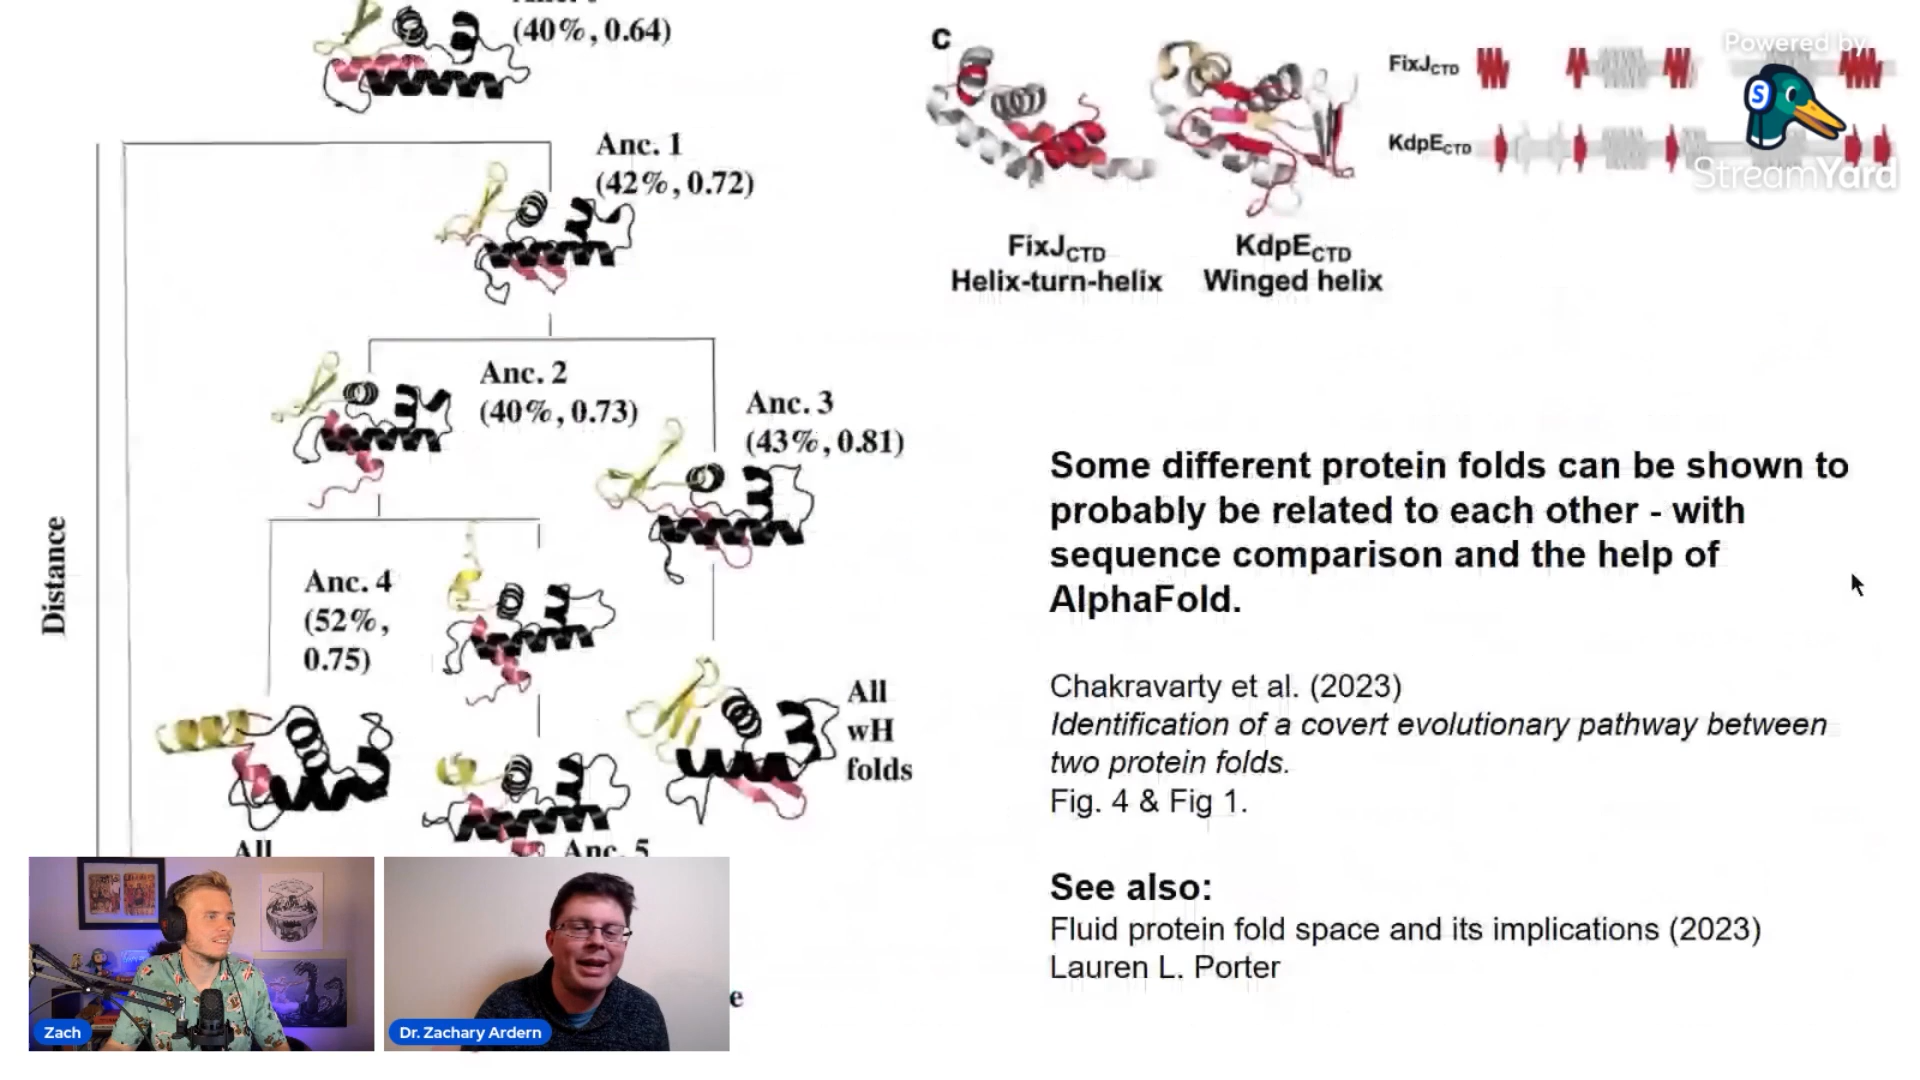 (40%, 0.64)
Anc. 1
(42%, 0.72)
Anc. 2
(40%, 0.73)
Anc. 3
(43%, 0.81)
Anc. 4
(52%,
0.75)
All
wH
folds
All
Anc. 5
Distance
e
C
FixJCTD
KdpECTD
FixJCTD
Helix-turn-helix
KdpECTD
Winged helix
Powered by
S
StreamYard
Some different protein folds can be shown to
probably be related to each other - with
sequence comparison and the help of
AlphaFold.
Chakravarty et al. (2023)
Identification of a covert evolutionary pathway between
two protein folds.
Fig. 4 & Fig 1.
See also:
Fluid protein fold space and its implications (2023)
Lauren L. Porter
Zach
Dr. Zachary Ardern